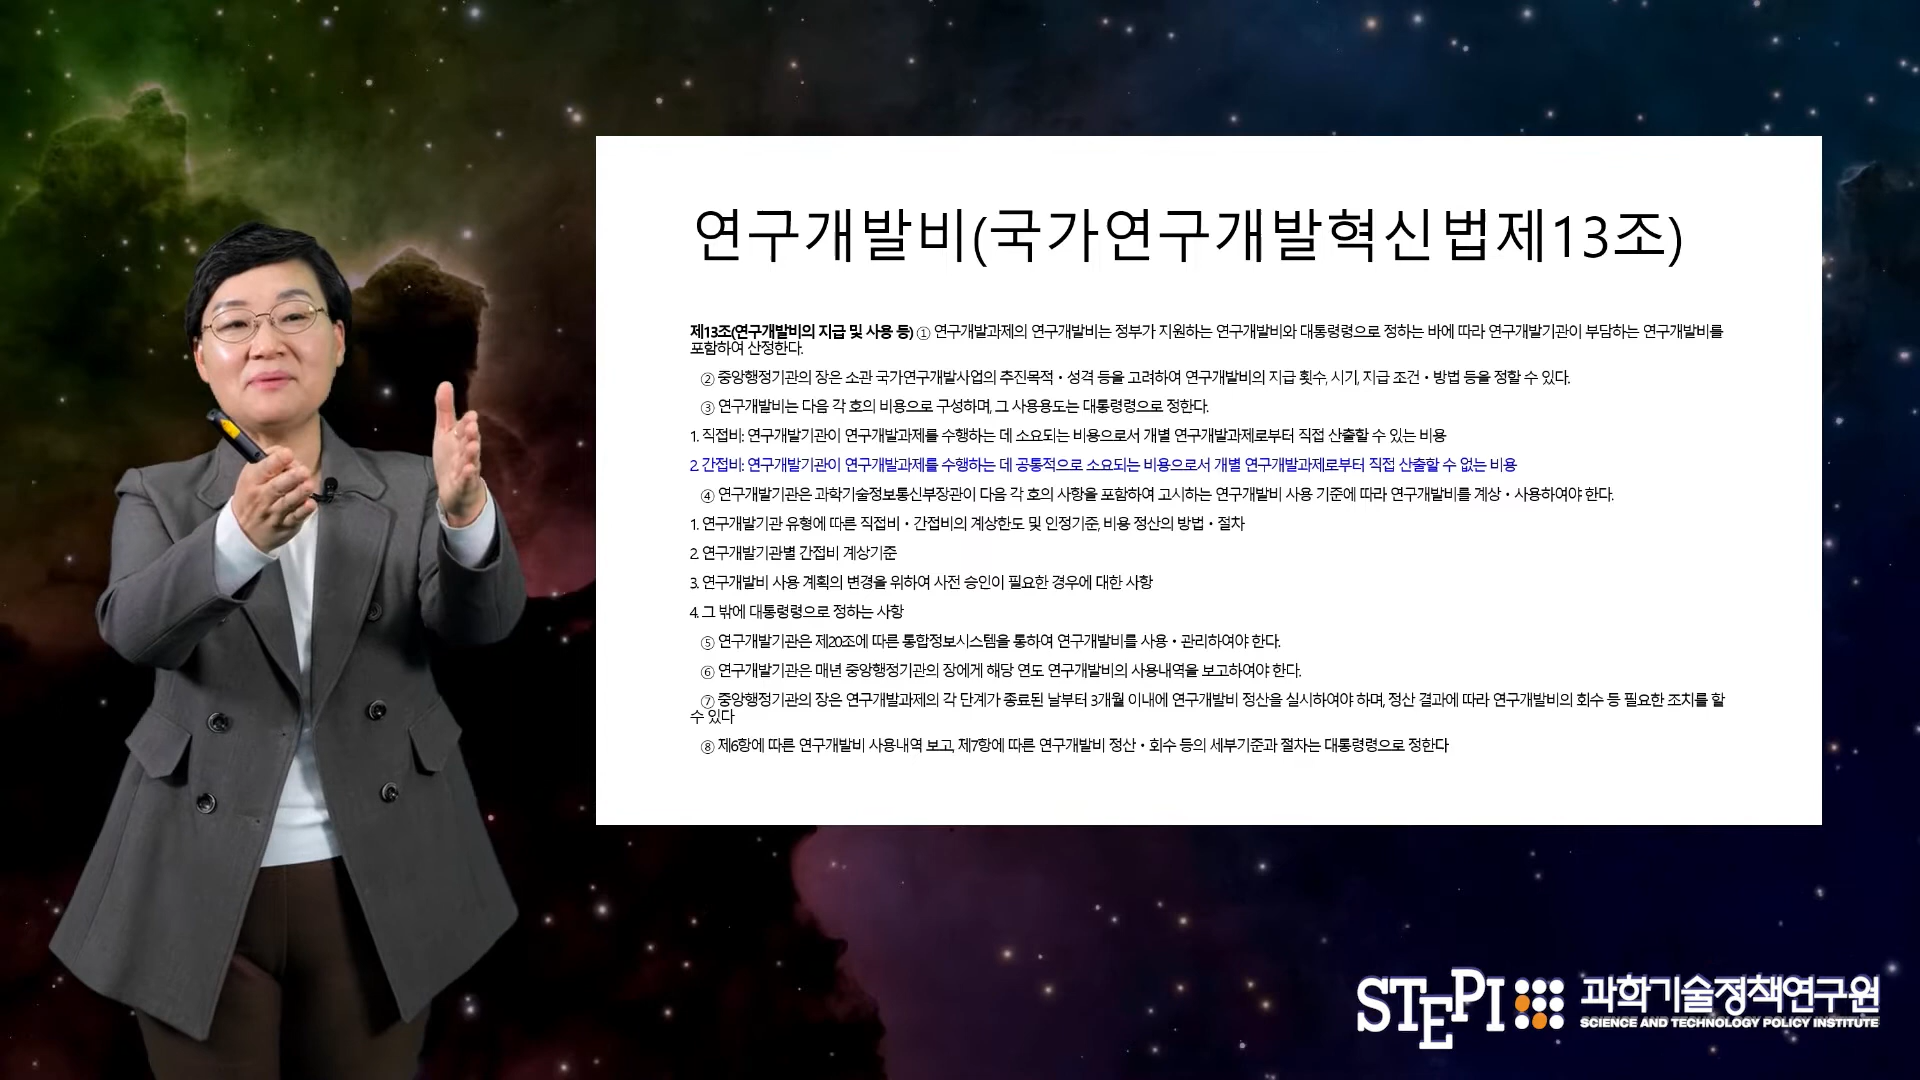 연구개발비(국가연구개발혁신법제13조)
제13조(연구개발비의 지급 및 사용 등) ① 연구개발과제의 연구개발비는 정부가 지원하는 연구개발비와 대통령령으로 정하는 바에 따라 연구개발기관이 부담하는 연구개발비를
포함하여 산정한다.
② 중앙행정기관의 장은 소관 국가연구개발사업의 추진목적ㆍ성격 등을 고려하여 연구개발비의 지급 횟수, 시기, 지급 조건ㆍ방법 등을 정할 수 있다.
③ 연구개발비는 다음 각 호의 비용으로 구성하며, 그 사용용도는 대통령령으로 정한다.
1. 직접비: 연구개발기관이 연구개발과제를 수행하는 데 소요되는 비용으로서 개별 연구개발과제로부터 직접 산출할 수 있는 비용
2. 간접비: 연구개발기관이 연구개발과제를 수행하는 데 공통적으로 소요되는 비용으로서 개별 연구개발과제로부터 직접 산출할 수 없는 비용
④ 연구개발기관은 과학기술정보통신부장관이 다음 각 호의 사항을 포함하여 고시하는 연구개발비 사용 기준에 따라 연구개발비를 계상ㆍ사용하여야 한다.
1. 연구개발기관 유형에 따른 직접비ㆍ간접비의 계상한도 및 인정기준, 비용 정산의 방법ㆍ절차
2. 연구개발기관별 간접비 계상기준
3. 연구개발비 사용 계획의 변경을 위하여 사전 승인이 필요한 경우에 대한 사항
4. 그 밖에 대통령령으로 정하는 사항
⑤ 연구개발기관은 제20조에 따른 통합정보시스템을 통하여 연구개발비를 사용ㆍ관리하여야 한다.
⑥ 연구개발기관은 매년 중앙행정기관의 장에게 해당 연도 연구개발비의 사용내역을 보고하여야 한다.
⑦ 중앙행정기관의 장은 연구개발과제의 각 단계가 종료된 날부터 3개월 이내에 연구개발비 정산을 실시하여야 하며, 정산 결과에 따라 연구개발비의 회수 등 필요한 조치를 할
수 있다
⑧ 제6항에 따른 연구개발비 사용내역 보고, 제7항에 따른 연구개발비 정산ㆍ회수 등의 세부기준과 절차는 대통령령으로 정한다
STEPI 과학기술정책연구원
SCIENCE AND TECHNOLOGY POLICY INSTITUTE